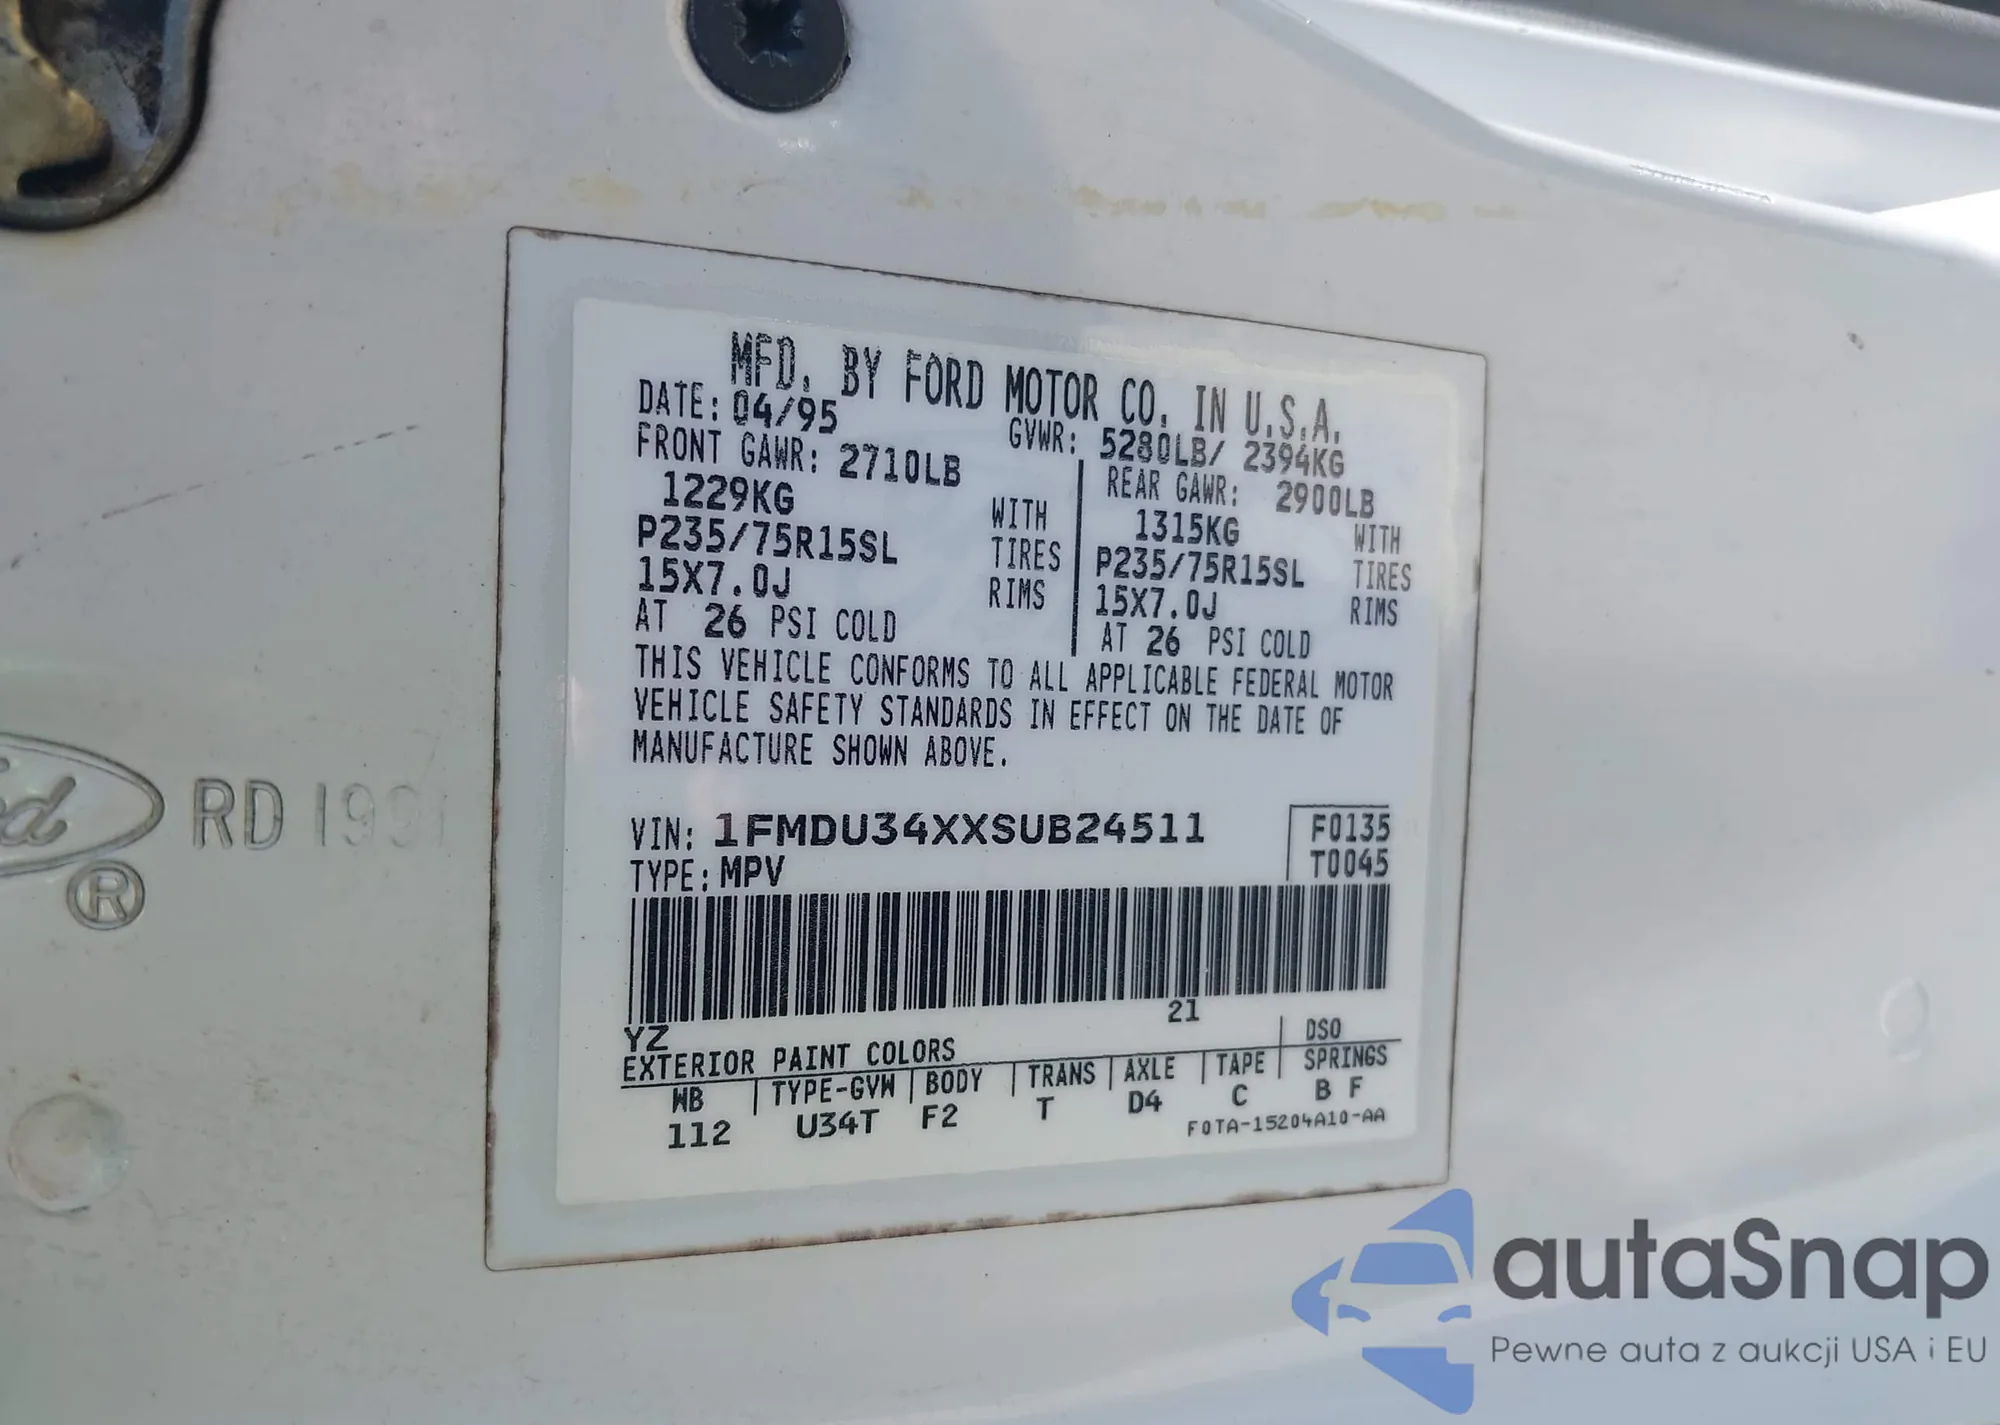 MFD. BY FORD MOTOR CO. IN U.S.A.
DATE: 04/95 GVWR: 5280LB/ 2394KG
FRONT GAWR: 2710LB REAR GAWR: 2900LB
1229KG WITH 1315KG WITH
P235/75R15SL TIRES P235/75R15SL TIRES
15X7.0J RIMS 15X7.0J RIMS
AT 26 PSI COLD AT 26 PSI COLD
THIS VEHICLE CONFORMS TO ALL APPLICABLE FEDERAL MOTOR
VEHICLE SAFETY STANDARDS IN EFFECT ON THE DATE OF
MANUFACTURE SHOWN ABOVE.
VIN: 1FMDU34XXSUB24511 F0135
TYPE: MPV T0045
21
YZ DSO
EXTERIOR PAINT COLORS
WB TYPE-GVW BODY TRANS AXLE TAPE SPRINGS
112 U34T F2 T D4 C B F
F0TA-15204A10-AA
RD 1991
®
autaSnap
Pewne auta z aukcji USA i EU